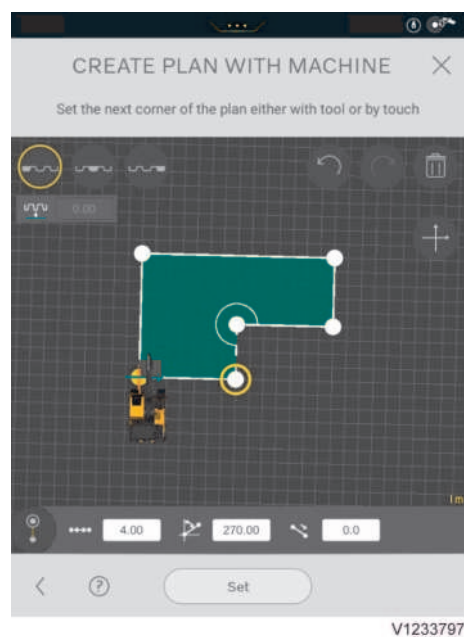 CREATE PLAN WITH MACHINE
Set the next corner of the plan either with tool or by touch
0.00
1m
4.00 270.00 0.0
Set
V1233797